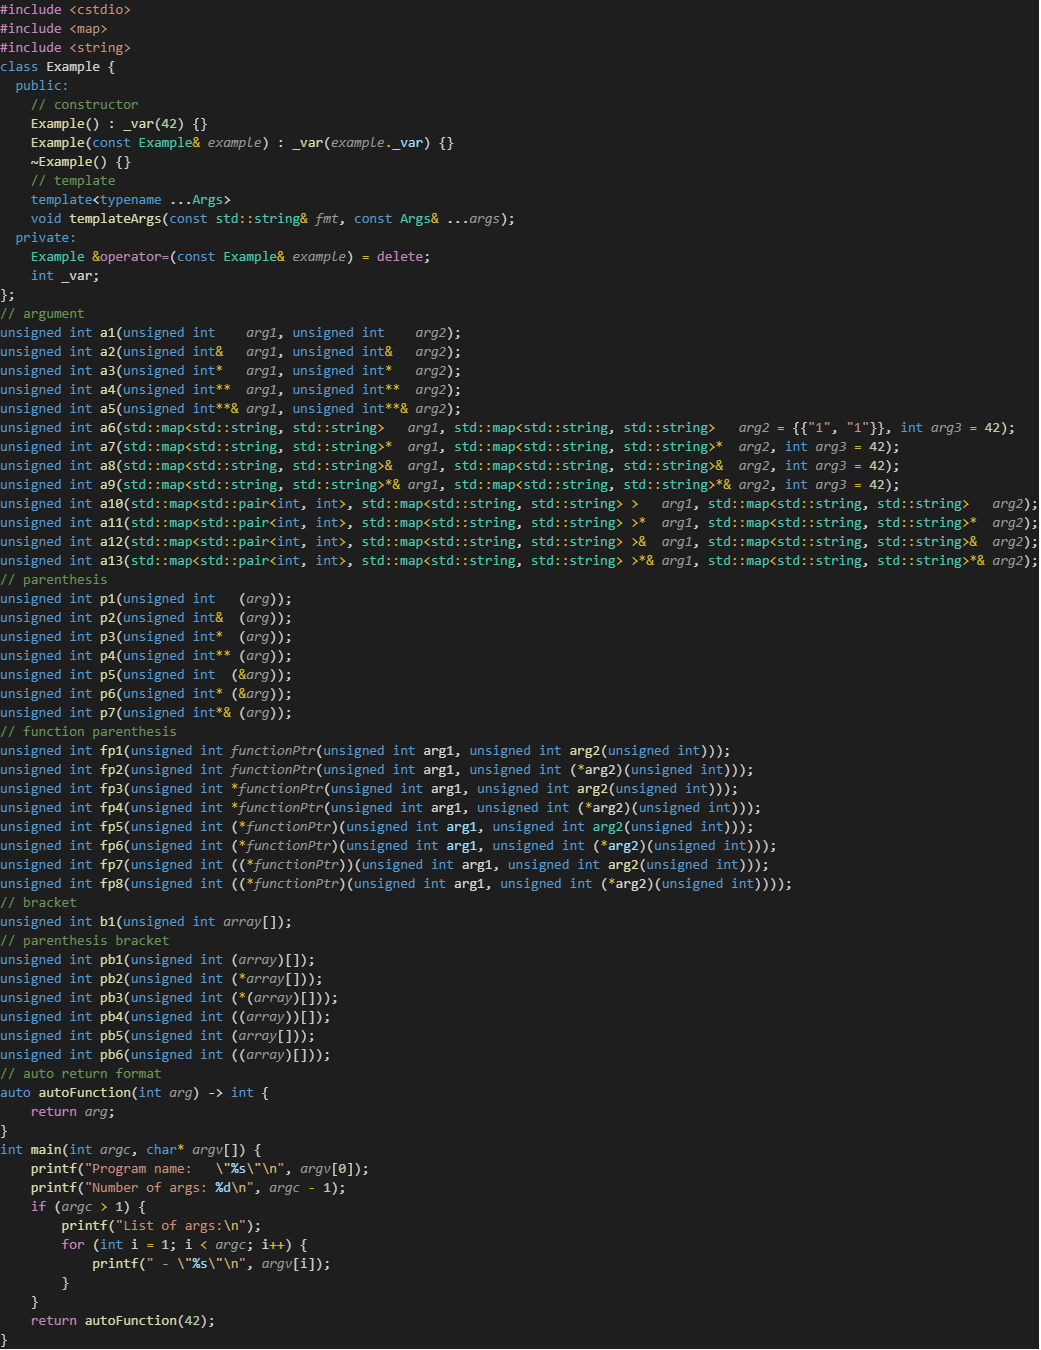 #include <cstdio>
#include <map>
#include <string>
class Example {
  public:
    // constructor
    Example() : _var(42) {}
    Example(const Example& example) : _var(example._var) {}
    ~Example() {}
    // template
    template<typename ...Args>
    void templateArgs(const std::string& fmt, const Args& ...args);
  private:
    Example &operator=(const Example& example) = delete;
    int _var;
};
// argument
unsigned int a1(unsigned int    arg1, unsigned int    arg2);
unsigned int a2(unsigned int&   arg1, unsigned int&   arg2);
unsigned int a3(unsigned int*   arg1, unsigned int*   arg2);
unsigned int a4(unsigned int**  arg1, unsigned int**  arg2);
unsigned int a5(unsigned int**& arg1, unsigned int**& arg2);
unsigned int a6(std::map<std::string, std::string>   arg1, std::map<std::string, std::string>   arg2 = {{"1", "1"}}, int arg3 = 42);
unsigned int a7(std::map<std::string, std::string>*  arg1, std::map<std::string, std::string>*  arg2, int arg3 = 42);
unsigned int a8(std::map<std::string, std::string>&  arg1, std::map<std::string, std::string>&  arg2, int arg3 = 42);
unsigned int a9(std::map<std::string, std::string>*& arg1, std::map<std::string, std::string>*& arg2, int arg3 = 42);
unsigned int a10(std::map<std::pair<int, int>, std::map<std::string, std::string> >   arg1, std::map<std::string, std::string>   arg2);
unsigned int a11(std::map<std::pair<int, int>, std::map<std::string, std::string> >*  arg1, std::map<std::string, std::string>*  arg2);
unsigned int a12(std::map<std::pair<int, int>, std::map<std::string, std::string> >&  arg1, std::map<std::string, std::string>&  arg2);
unsigned int a13(std::map<std::pair<int, int>, std::map<std::string, std::string> >*& arg1, std::map<std::string, std::string>*& arg2);
// parenthesis
unsigned int p1(unsigned int   (arg));
unsigned int p2(unsigned int&  (arg));
unsigned int p3(unsigned int*  (arg));
unsigned int p4(unsigned int** (arg));
unsigned int p5(unsigned int  (&arg));
unsigned int p6(unsigned int* (&arg));
unsigned int p7(unsigned int*& (arg));
// function parenthesis
unsigned int fp1(unsigned int functionPtr(unsigned int arg1, unsigned int arg2(unsigned int)));
unsigned int fp2(unsigned int functionPtr(unsigned int arg1, unsigned int (*arg2)(unsigned int)));
unsigned int fp3(unsigned int *functionPtr(unsigned int arg1, unsigned int arg2(unsigned int)));
unsigned int fp4(unsigned int *functionPtr(unsigned int arg1, unsigned int (*arg2)(unsigned int)));
unsigned int fp5(unsigned int (*functionPtr)(unsigned int arg1, unsigned int arg2(unsigned int)));
unsigned int fp6(unsigned int (*functionPtr)(unsigned int arg1, unsigned int (*arg2)(unsigned int)));
unsigned int fp7(unsigned int ((*functionPtr))(unsigned int arg1, unsigned int arg2(unsigned int)));
unsigned int fp8(unsigned int ((*functionPtr)(unsigned int arg1, unsigned int (*arg2)(unsigned int))));
// bracket
unsigned int b1(unsigned int array[]);
// parenthesis bracket
unsigned int pb1(unsigned int (array)[]);
unsigned int pb2(unsigned int (*array[]));
unsigned int pb3(unsigned int (*(array)[]));
unsigned int pb4(unsigned int ((array))[]);
unsigned int pb5(unsigned int (array[]));
unsigned int pb6(unsigned int ((array)[]));
// auto return format
auto autoFunction(int arg) -> int {
    return arg;
}
int main(int argc, char* argv[]) {
    printf("Program name:   \"%s\"\n", argv[0]);
    printf("Number of args: %d\n", argc - 1);
    if (argc > 1) {
        printf("List of args:\n");
        for (int i = 1; i < argc; i++) {
            printf(" - \"%s\"\n", argv[i]);
        }
    }
    return autoFunction(42);
}